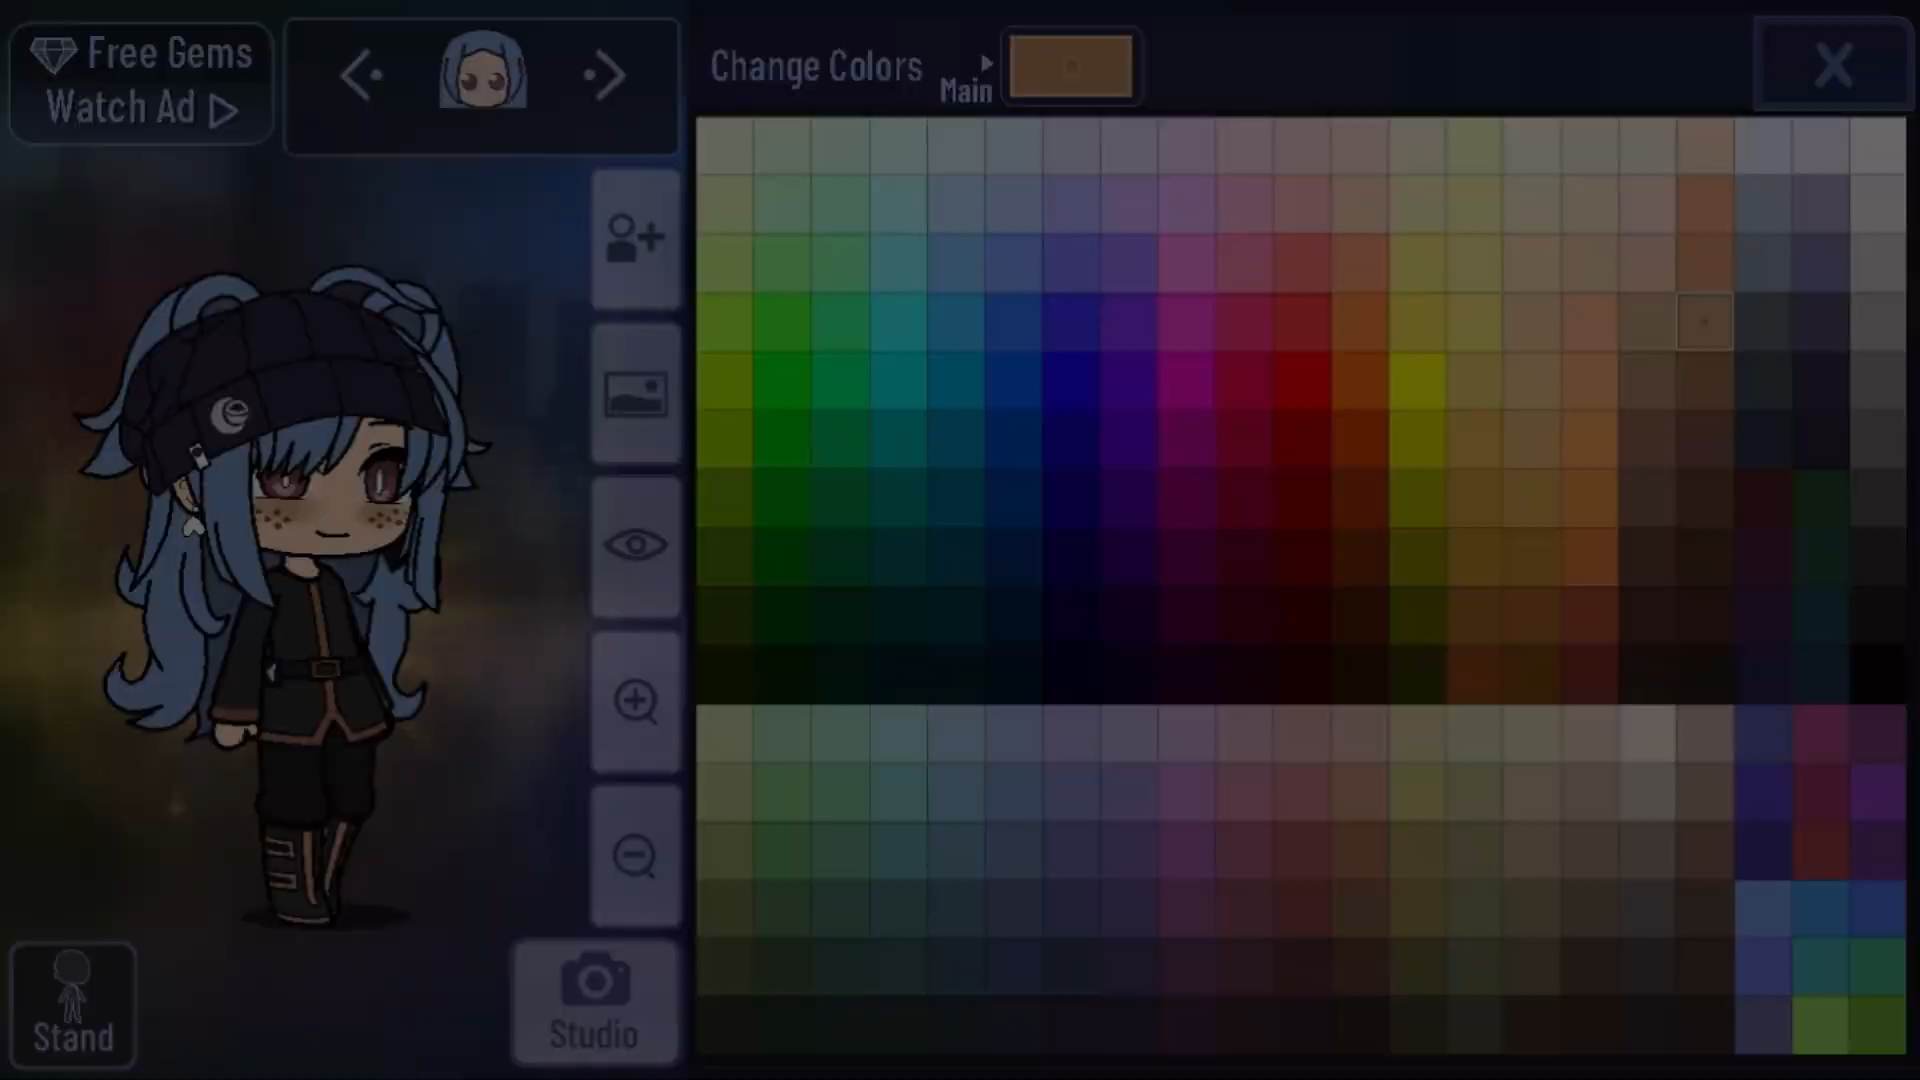 Free Gems
Watch Ad
Change Colors
Main
X
Stand
Studio